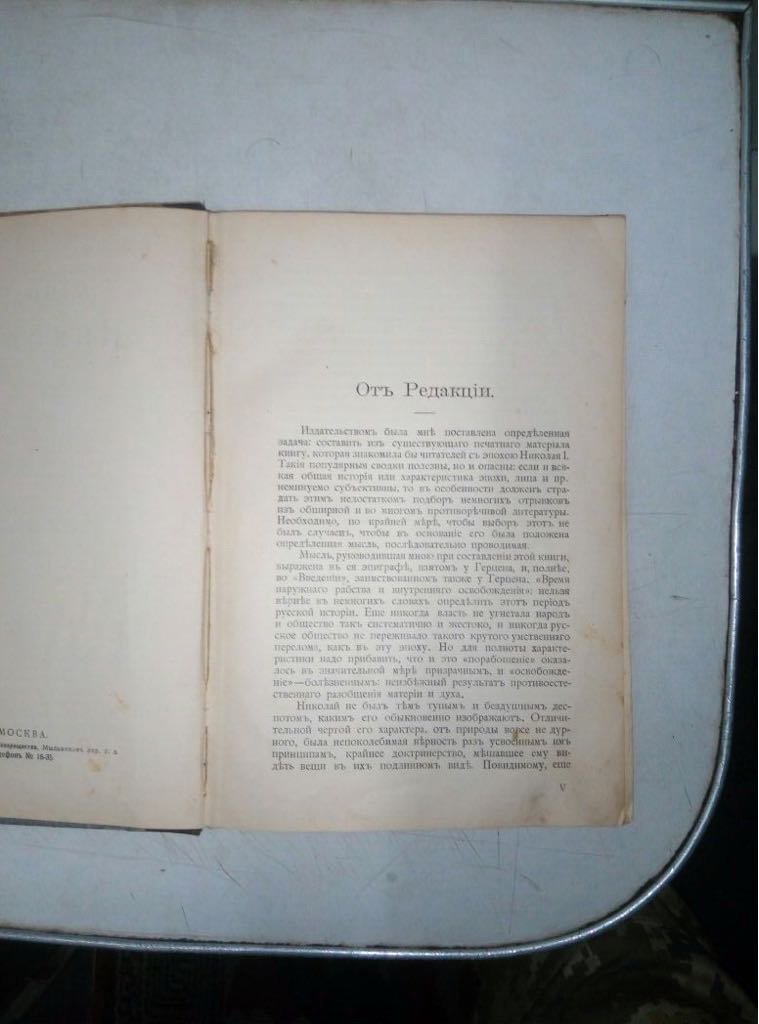 МОСКВА.
Мыльников пер. с. д
№ 18-35
Отъ Редакціи.
Издательствомъ была мнѣ поставлена опредѣленная
задача: составить изъ существующаго печатнаго матеріала
книгу, которая знакомила бы читателей съ эпохою Николая I.
Такія популярныя сводки полезны, но и опасны: если и вся-
кая общая исторія или характеристика эпохи, лица и пр.
неминуемо субъективны, то въ особенности долженъ стра-
дать этимъ недостаткомъ подборъ немногихъ отрывковъ
изъ обширной и во многомъ противорѣчивой литературы.
Необходимо, по крайней мѣрѣ, чтобы выборъ этотъ не
былъ случаенъ, чтобы въ основаніе его была положена
опредѣленная мысль, послѣдовательно проводимая.
Мысль, руководившая мною при составленіи этой книги,
выражена въ ея эпиграфѣ, взятомъ у Герцена, и, полнѣе,
во «Введеніи», заимствованномъ также у Герцена. «Время
наружнаго рабства и внутренняго освобожденія»: нельзя
вѣрнѣе въ немногихъ словахъ опредѣлить этотъ періодъ
русской исторіи. Еще никогда власть не угнетала народъ
и общество такъ систематично и жестоко, и никогда рус-
ское общество не переживало такого крутого умственнаго
перелома, какъ въ эту эпоху. Но для полноты характе-
ристики надо прибавить, что и это «порабощеніе» оказа-
лось въ значительной мѣрѣ призрачнымъ, и «освобожде-
ніе»—болѣзненнымъ: неизбѣжный результатъ противоесте-
ственнаго разобщенія матеріи и духа.
Николай не былъ тѣмъ тупымъ и бездушнымъ дес-
потомъ, какимъ его обыкновенно изображаютъ. Отличи-
тельной чертой его характера, отъ природы вовсе не дур-
ного, была непоколебимая вѣрность разъ усвоеннымъ имъ
принципамъ, крайнее доктринерство, мѣшавшее ему ви-
дѣть вещи въ ихъ подлинномъ видѣ. Повидимому, еще
V